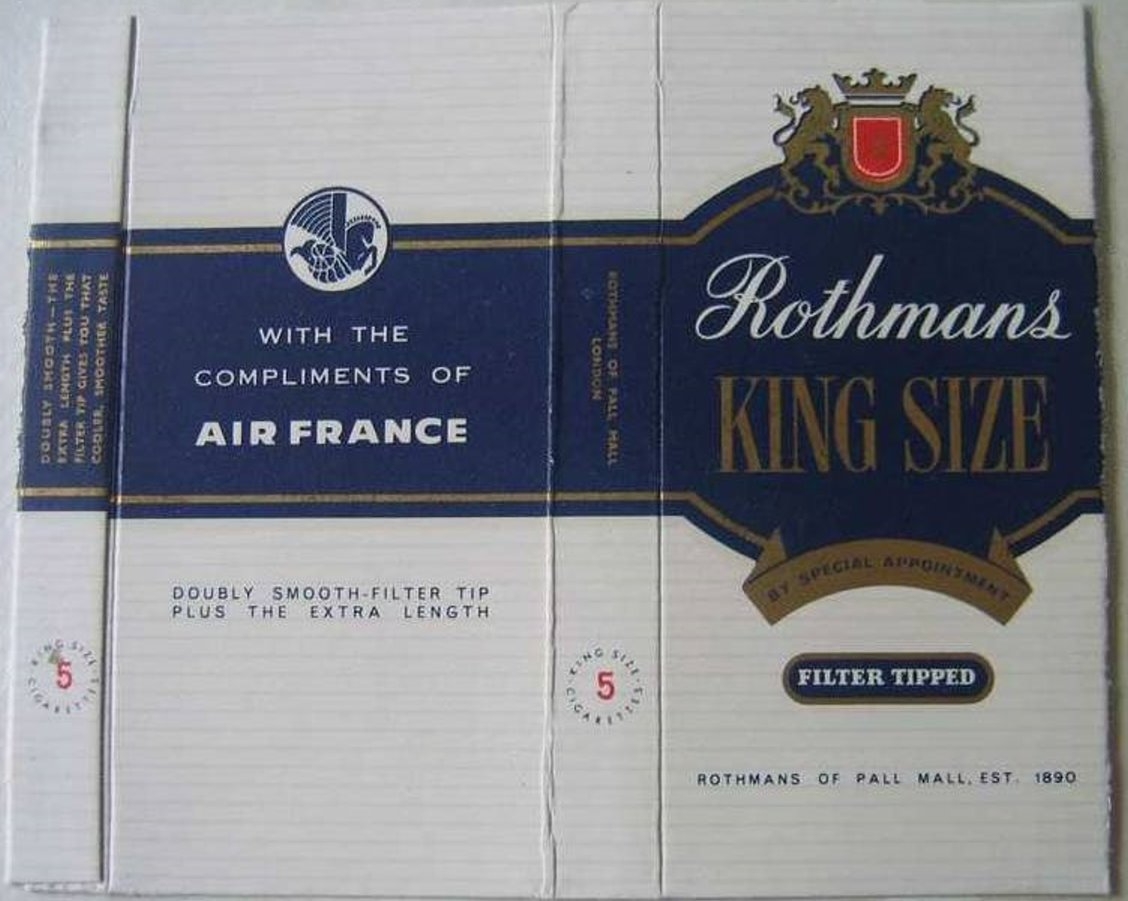 DOUBLY SMOOTH—THE
EXTRA LENGTH PLUS THE
FILTER TIP GIVES YOU THAT
COOLER, SMOOTHER TASTE
KING SIZE
5
CIGARETTES
WITH THE
COMPLIMENTS OF
AIR FRANCE
DOUBLY SMOOTH-FILTER TIP
PLUS THE EXTRA LENGTH
ROTHMANS OF PALL MALL
LONDON
KING SIZE
5
CIGARETTES
Rothmans
KING SIZE
BY SPECIAL APPOINTMENT
FILTER TIPPED
ROTHMANS OF PALL MALL, EST. 1890